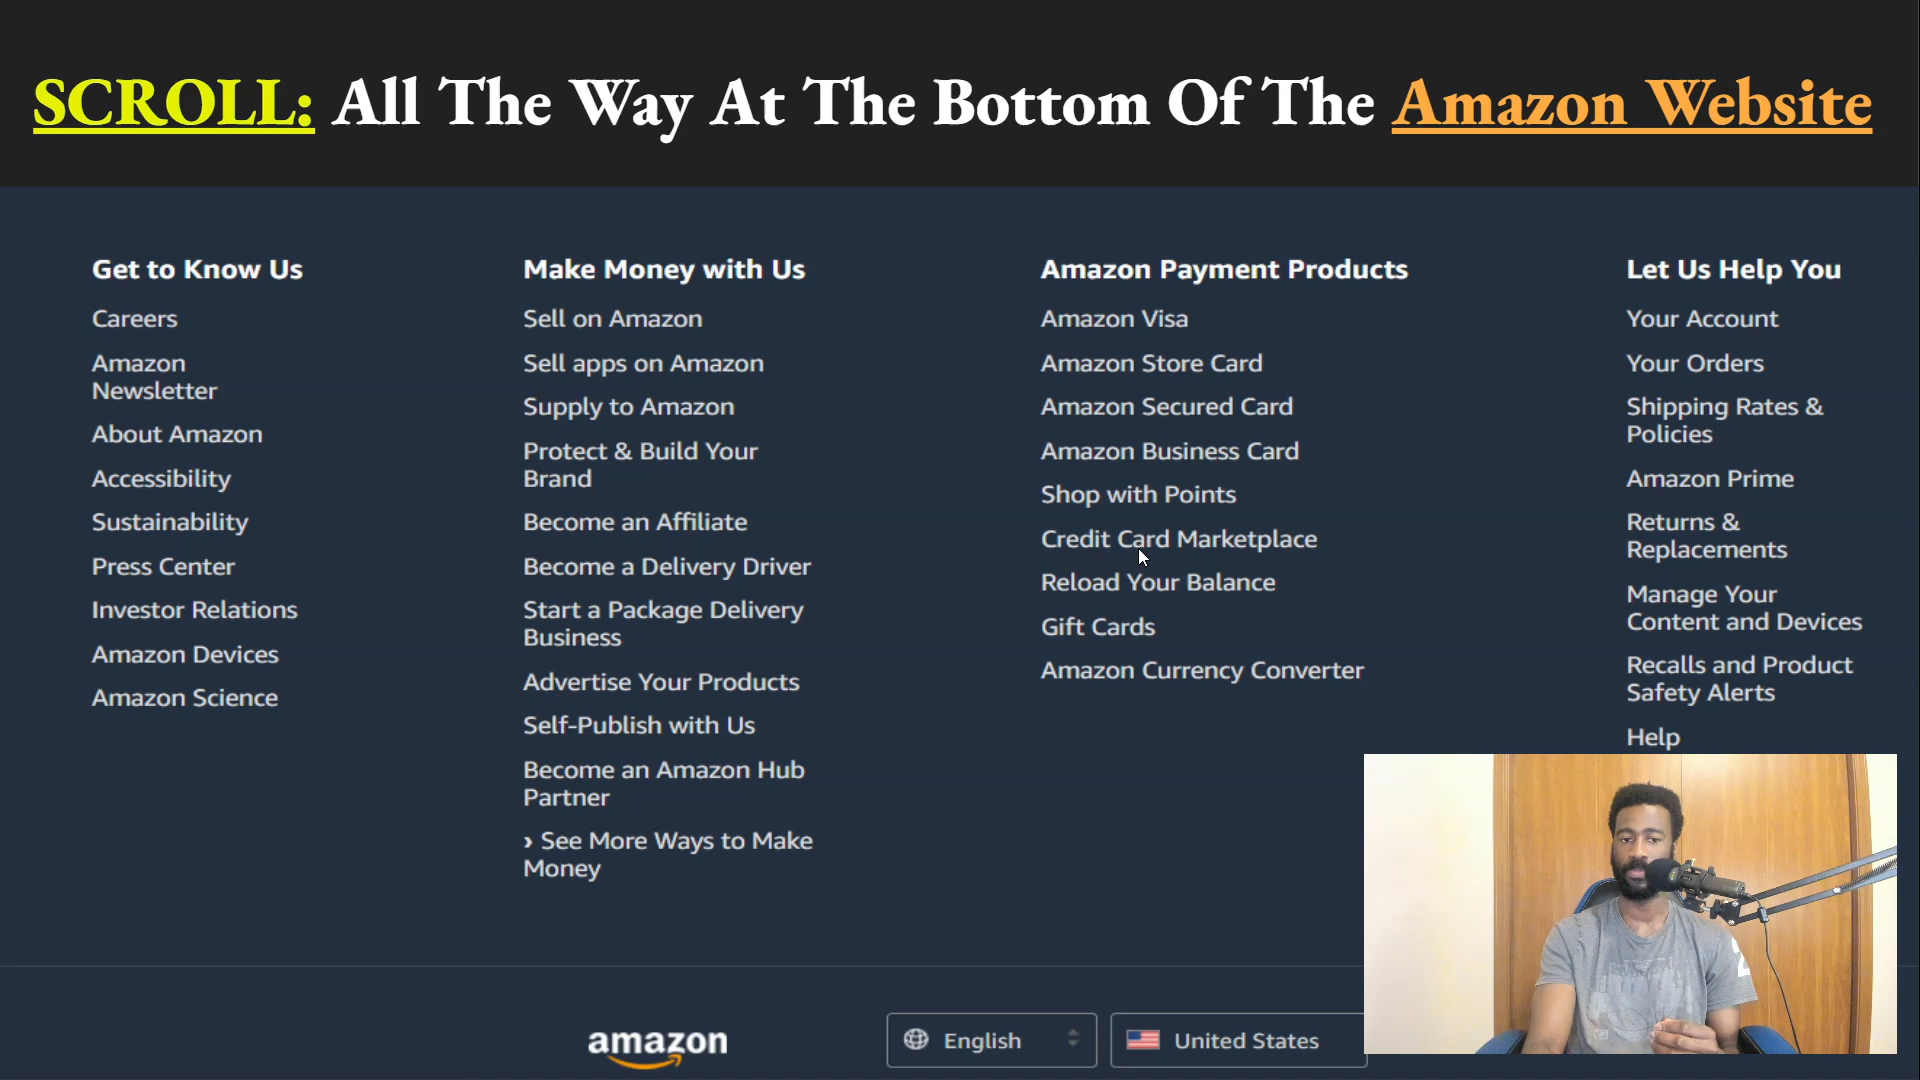 SCROLL: All The Way At The Bottom Of The Amazon Website
Get to Know Us
Careers
Amazon
Newsletter
About Amazon
Accessibility
Sustainability
Press Center
Investor Relations
Amazon Devices
Amazon Science
Make Money with Us
Sell on Amazon
Sell apps on Amazon
Supply to Amazon
Protect & Build Your
Brand
Become an Affiliate
Become a Delivery Driver
Start a Package Delivery
Business
Advertise Your Products
Self-Publish with Us
Become an Amazon Hub
Partner
› See More Ways to Make
Money
Amazon Payment Products
Amazon Visa
Amazon Store Card
Amazon Secured Card
Amazon Business Card
Shop with Points
Credit Card Marketplace
Reload Your Balance
Gift Cards
Amazon Currency Converter
Let Us Help You
Your Account
Your Orders
Shipping Rates &
Policies
Amazon Prime
Returns &
Replacements
Manage Your
Content and Devices
Recalls and Product
Safety Alerts
Help
amazon
English
United States